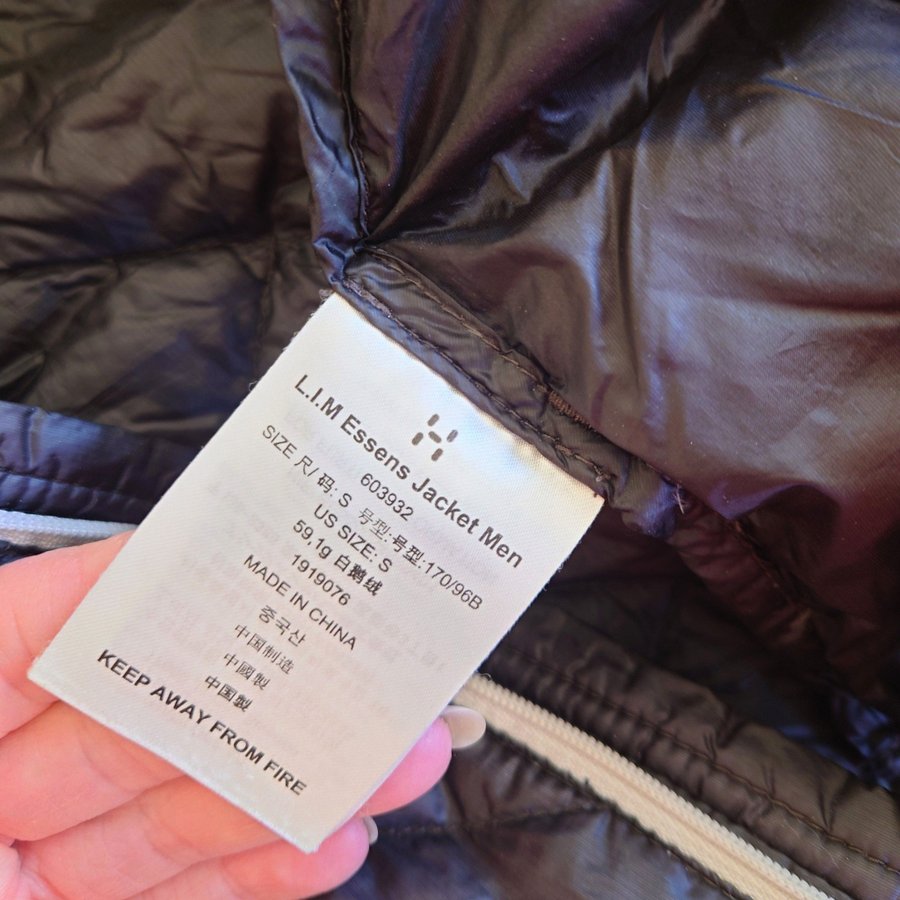 L.I.M Essens Jacket Men
603932
SIZE 尺/ 码: S 号型:号型:170/96B
US SIZE: S
59,1g 白鹅绒
1919076
MADE IN CHINA
중국산
中国制造
中國製
中国製
KEEP AWAY FROM FIRE